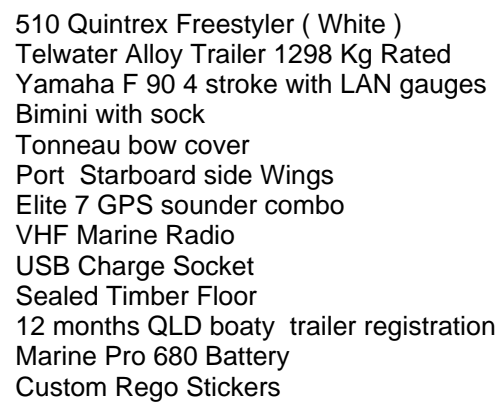 510 Quintrex Freestyler ( White )
Telwater Alloy Trailer 1298 Kg Rated
Yamaha F 90 4 stroke with LAN gauges
Bimini with sock
Tonneau bow cover
Port  Starboard side Wings
Elite 7 GPS sounder combo
VHF Marine Radio
USB Charge Socket
Sealed Timber Floor
12 months QLD boaty  trailer registration
Marine Pro 680 Battery
Custom Rego Stickers